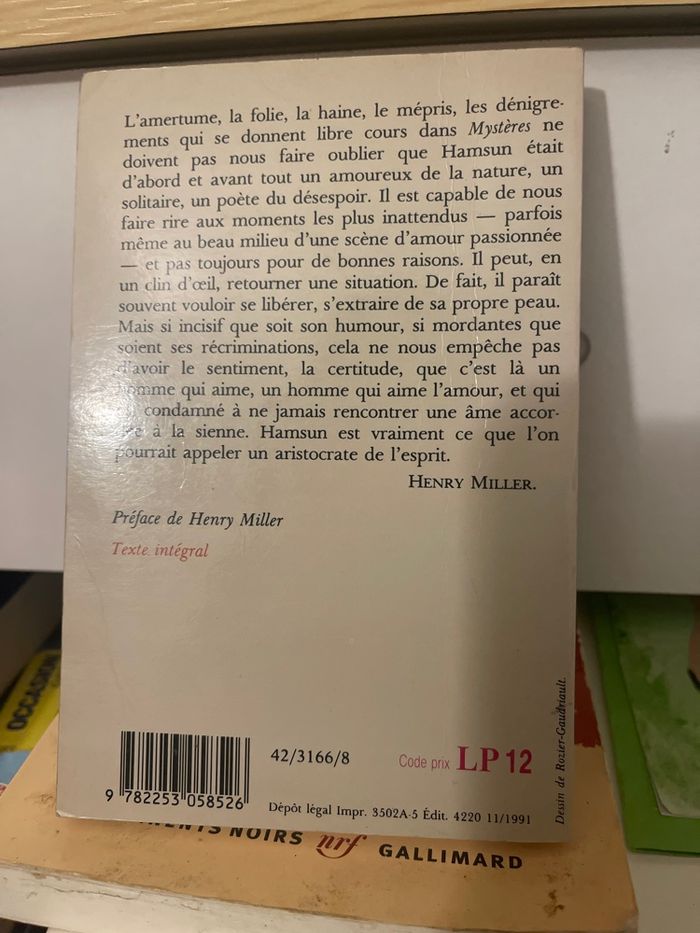 L'amertume, la folie, la haine, le mépris, les dénigre-
ments qui se donnent libre cours dans Mystères ne
doivent pas nous faire oublier que Hamsun était
d'abord et avant tout un amoureux de la nature, un
solitaire, un poète du désespoir. Il est capable de nous
faire rire aux moments les plus inattendus — parfois
même au beau milieu d'une scène d'amour passionnée
— et pas toujours pour de bonnes raisons. Il peut, en
un clin d'œil, retourner une situation. De fait, il paraît
souvent vouloir se libérer, s'extraire de sa propre peau.
Mais si incisif que soit son humour, si mordantes que
soient ses récriminations, cela ne nous empêche pas
d'avoir le sentiment, la certitude, que c'est là un
homme qui aime, un homme qui aime l'amour, et qui
condamné à ne jamais rencontrer une âme accor-
à la sienne. Hamsun est vraiment ce que l'on
pourrait appeler un aristocrate de l'esprit.
HENRY MILLER.
Préface de Henry Miller
Texte intégral
42/3166/8
Code prix LP 12
9 782253 058526
Dépôt légal Impr. 3502A-5 Édit. 4220 11/1991
Dessin de Rozier-Gaudriault.
OCCASION
NOIRS nrf GALLIMARD